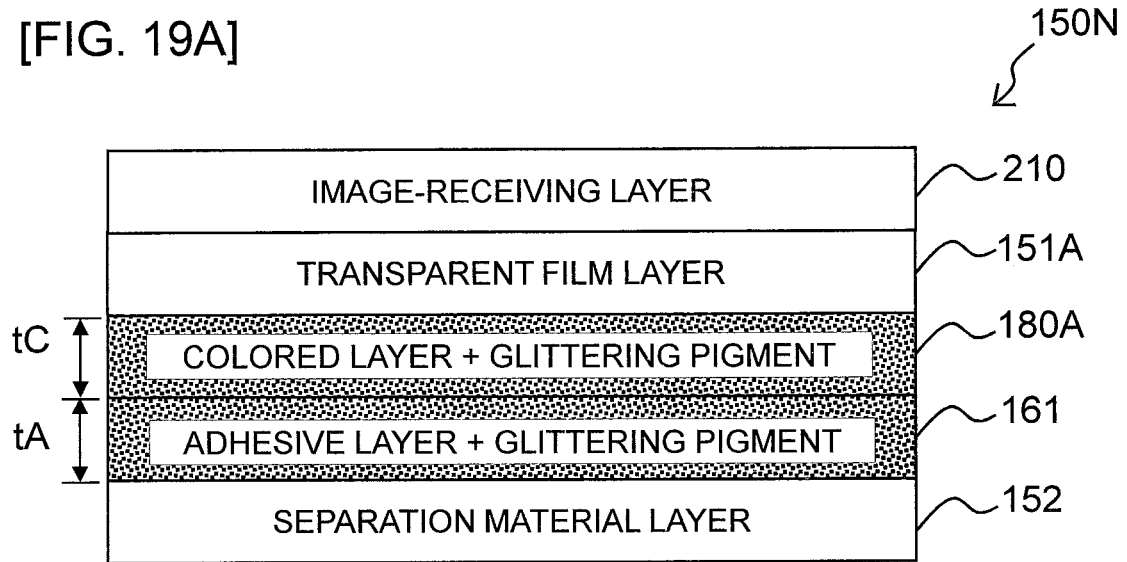 [FIG. 19A]
150N
IMAGE-RECEIVING LAYER
210
TRANSPARENT FILM LAYER
151A
tC
COLORED LAYER + GLITTERING PIGMENT
180A
tA
ADHESIVE LAYER + GLITTERING PIGMENT
161
SEPARATION MATERIAL LAYER
152